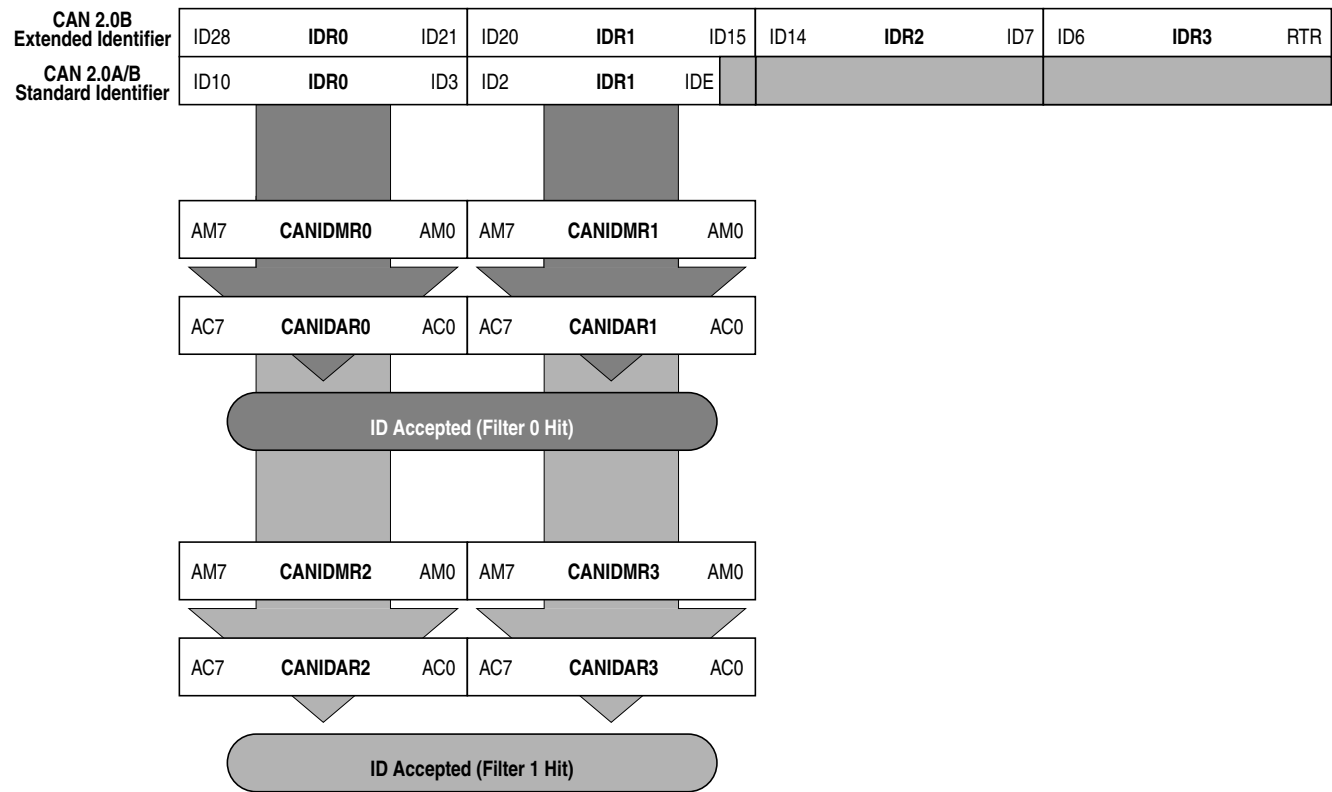 CAN 2.0B
Extended Identifier
ID28 IDR0 ID21 ID20 IDR1 ID15 ID14 IDR2 ID7 ID6 IDR3 RTR
CAN 2.0A/B
Standard Identifier
ID10 IDR0 ID3 ID2 IDR1 IDE
AM7 CANIDMR0 AM0 AM7 CANIDMR1 AM0
AC7 CANIDAR0 AC0 AC7 CANIDAR1 AC0
ID Accepted (Filter 0 Hit)
AM7 CANIDMR2 AM0 AM7 CANIDMR3 AM0
AC7 CANIDAR2 AC0 AC7 CANIDAR3 AC0
ID Accepted (Filter 1 Hit)